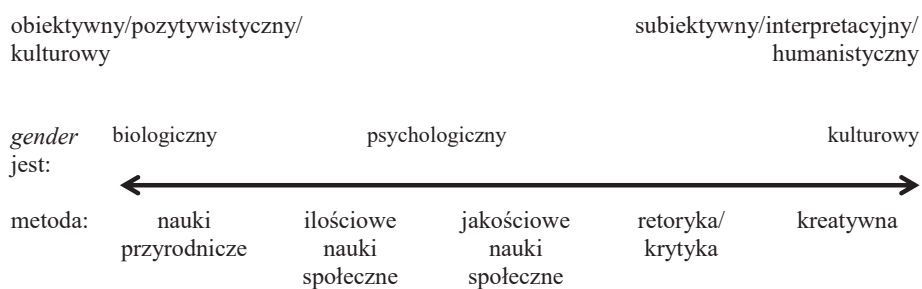 obiektywny/pozytywistyczny/ subiektywny/interpretacyjny/
kulturowy humanistyczny
gender biologiczny psychologiczny kulturowy
jest:
metoda: nauki ilościowe jakościowe retoryka/ kreatywna
przyrodnicze nauki nauki krytyka
społeczne społeczne